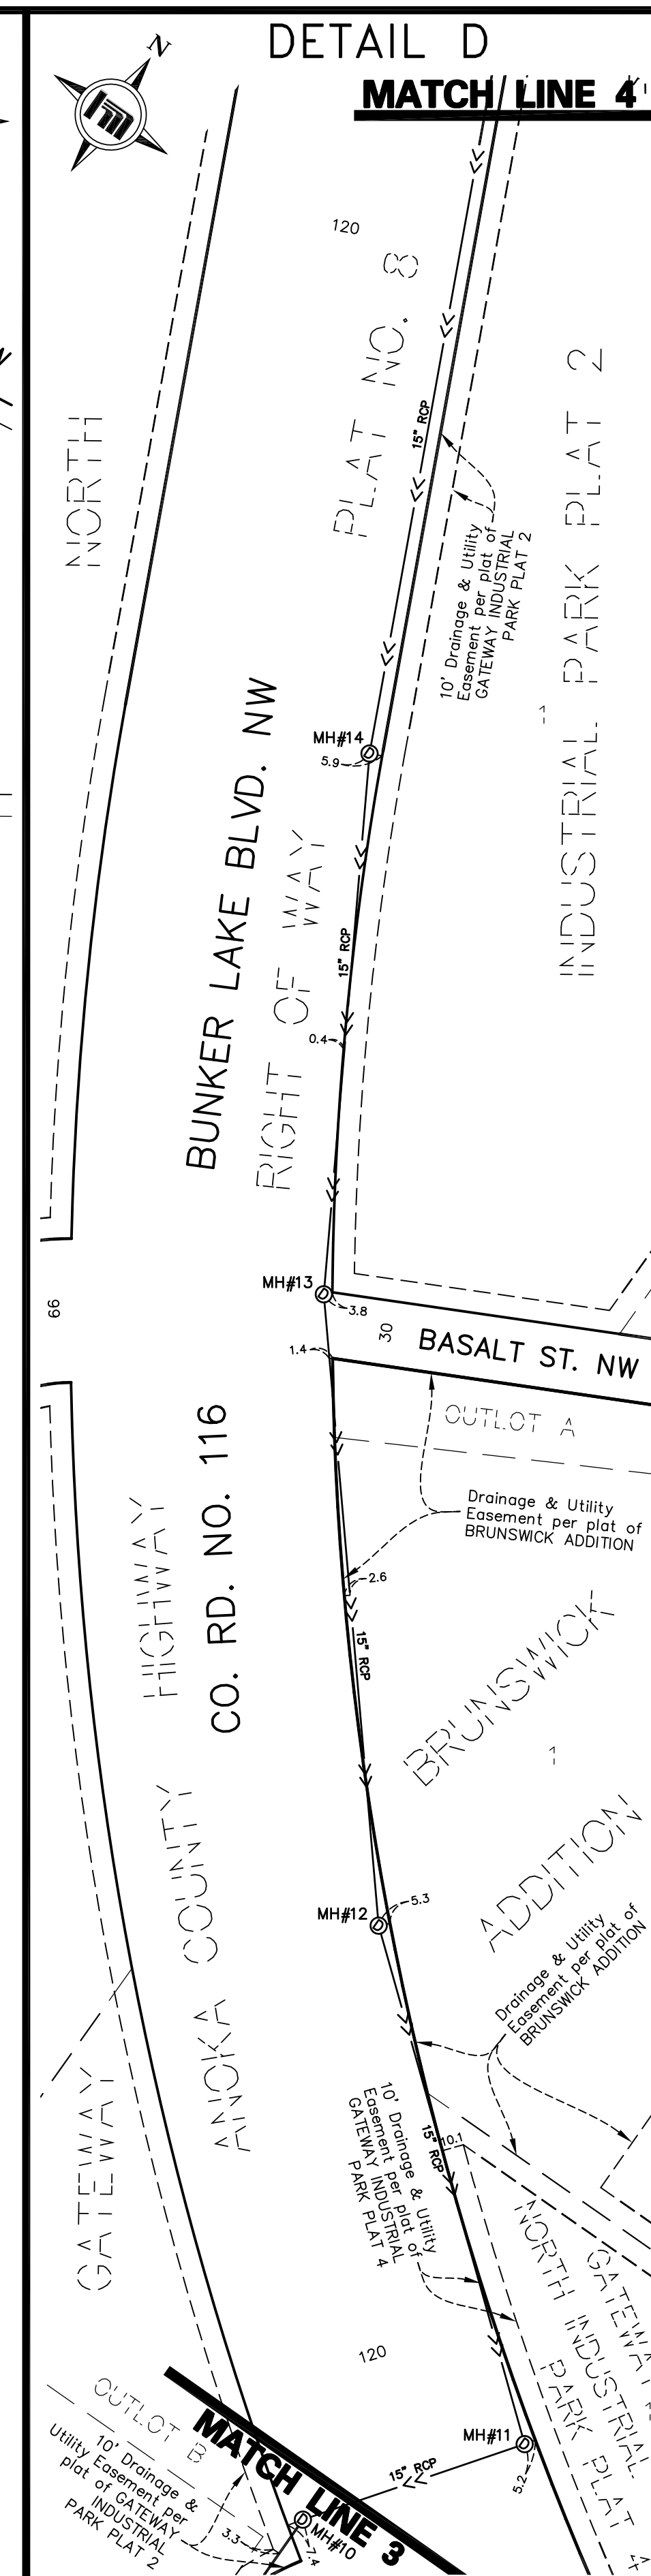 DETAIL D
N
MATCH LINE 4
120
PLAT NO. 8
15" RCP
NORTH
INDUSTRIAL PARK PLAT 2
10' Drainage & Utility
Easement per plat of
GATEWAY INDUSTRIAL
PARK PLAT 2
1
MH#14
5.9
BUNKER LAKE BLVD. NW
RIGHT OF WAY
15" RCP
0.4
MH#13
3.8
66
30
BASALT ST. NW
1.4
OUTLOT A
Drainage & Utility
Easement per plat of
BRUNSWICK ADDITION
HIGHWAY
CO. RD. NO. 116
2.6
15" RCP
BRUNSWICK
1
ADDITION
ANOKA COUNTY
MH#12
5.3
Drainage & Utility
Easement per plat of
BRUNSWICK ADDITION
GATEWAY
10' Drainage & Utility
Easement per plat of
GATEWAY INDUSTRIAL
PARK PLAT 4
15" RCP
10.1
GATEWAY
NORTH INDUSTRIAL
PARK PLAT 4
120
OUTLOT B
MATCH LINE 3
10' Drainage &
Utility Easement per
plat of GATEWAY
INDUSTRIAL
PARK PLAT 2
MH#11
15" RCP
5.2
3.3
MH#10
7.4